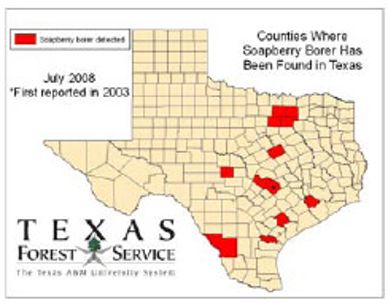 Soapberry borer detected
Counties Where
Soapberry Borer Has
Been Found in Texas
July 2008
*First reported in 2003
TEXAS
FOREST SERVICE
The Texas A&M University System